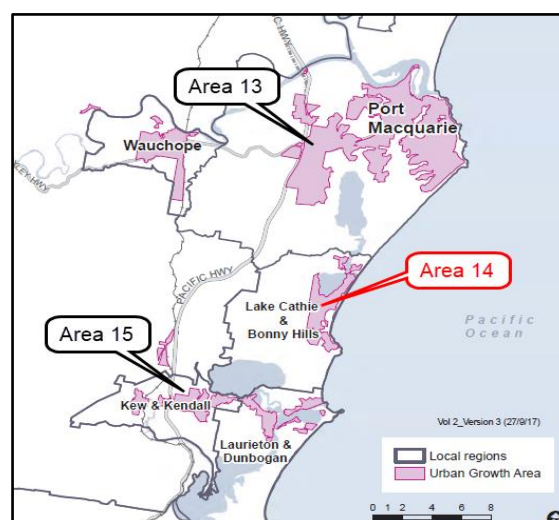 Area 13
Port
Macquarie
Wauchope
PACIFIC HWY
Area 14
Lake Cathie
&
Bonny Hills
Area 15
Pacific
Ocean
Kew & Kendall
Laurieton &
Dunbogan
Vol 2_Version 3 (27/9/17)
Local regions
Urban Growth Area
0 1 2 4 6 8